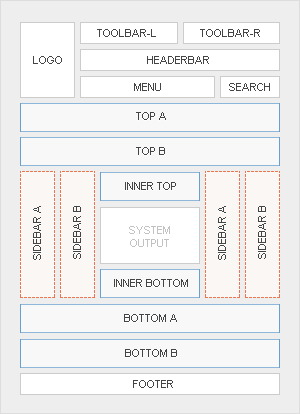 TOOLBAR-L
TOOLBAR-R
LOGO
HEADERBAR
MENU
SEARCH
TOP A
TOP B
SIDEBAR A
SIDEBAR B
INNER TOP
SYSTEM
OUTPUT
INNER BOTTOM
SIDEBAR A
SIDEBAR B
BOTTOM A
BOTTOM B
FOOTER